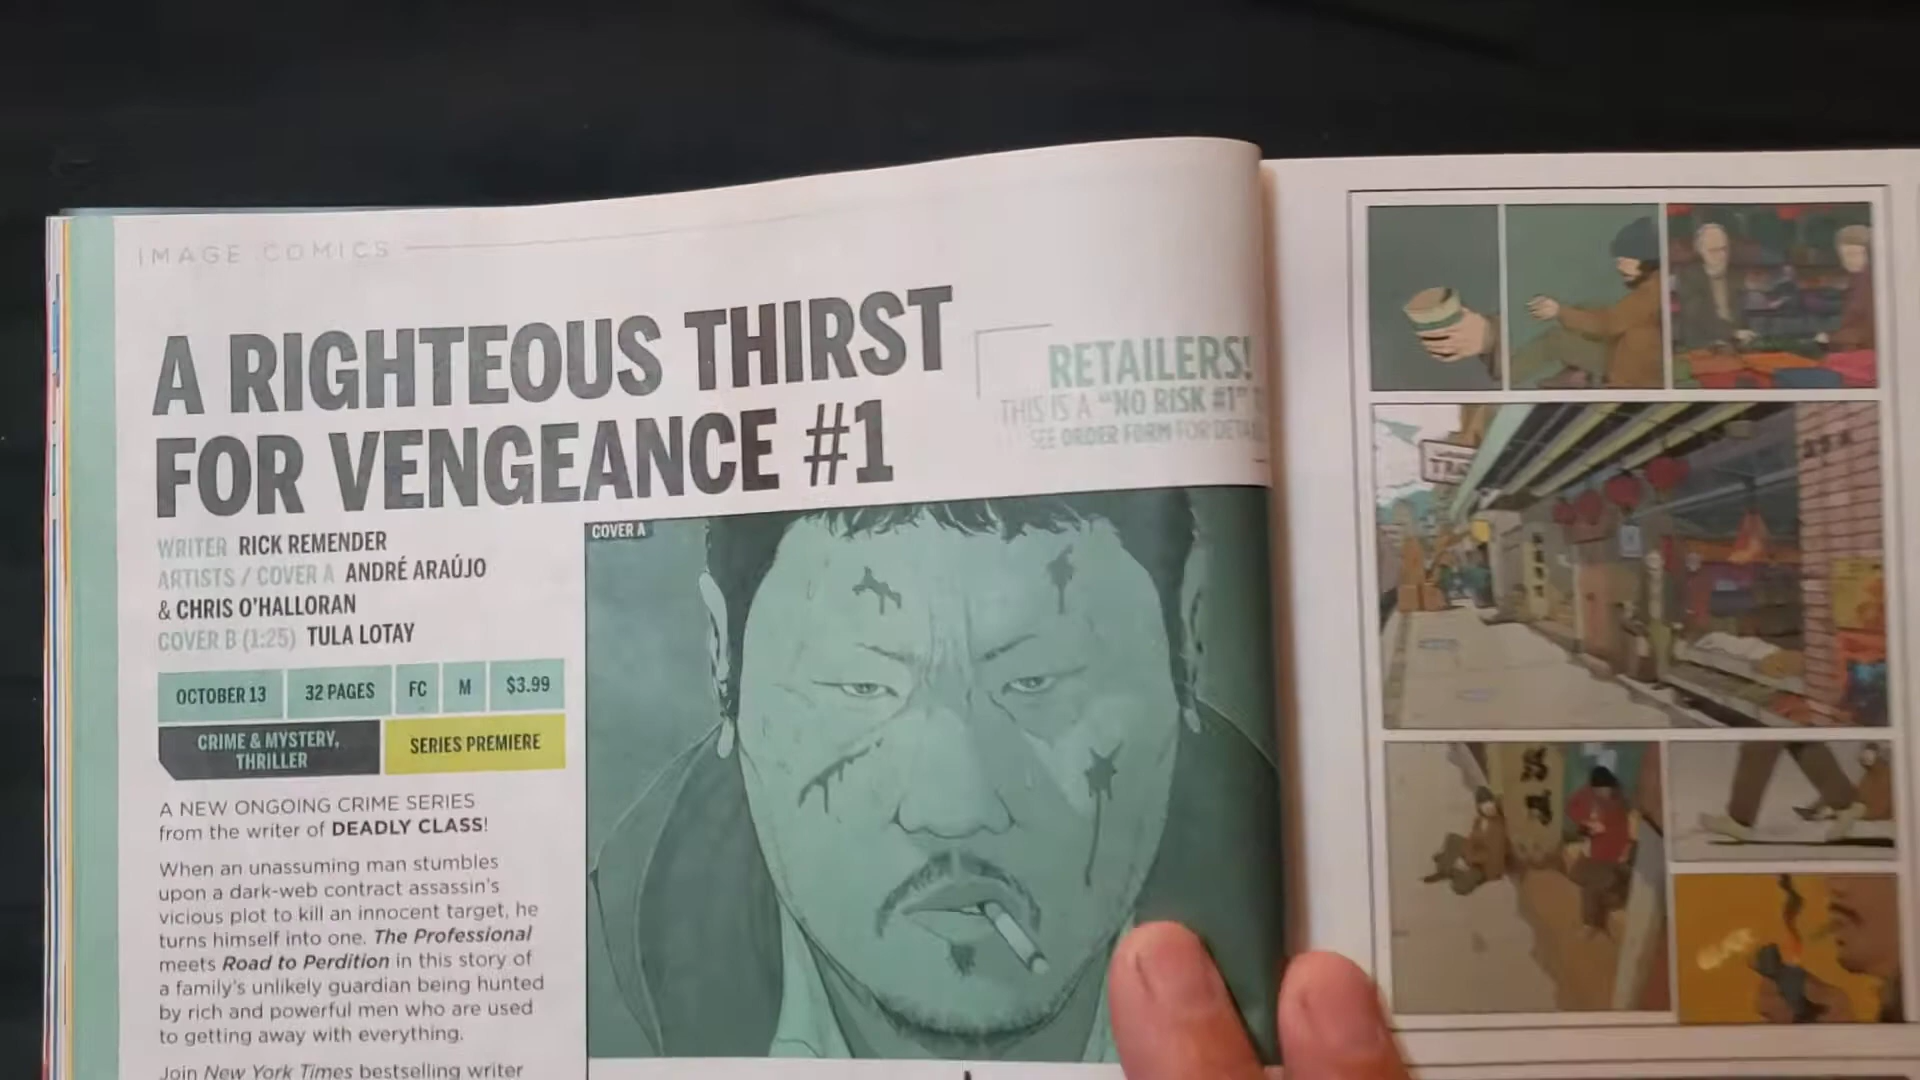 IMAGE COMICS
A RIGHTEOUS THIRST
FOR VENGEANCE #1
RETAILERS!
THIS IS A “NO RISK #1”
SEE ORDER FORM FOR
WRITER RICK REMENDER
ARTISTS / COVER A ANDRÉ ARAÚJO
& CHRIS O’HALLORAN
COVER B (1:25) TULA LOTAY
OCTOBER 13
32 PAGES
FC
M
$3.99
CRIME & MYSTERY,
THRILLER
SERIES PREMIERE
A NEW ONGOING CRIME SERIES
from the writer of DEADLY CLASS!
When an unassuming man stumbles
upon a dark-web contract assassin’s
vicious plot to kill an innocent target, he
turns himself into one. The Professional
meets Road to Perdition in this story of
a family’s unlikely guardian being hunted
by rich and powerful men who are used
to getting away with everything.
Join New York Times bestselling writer
COVER A